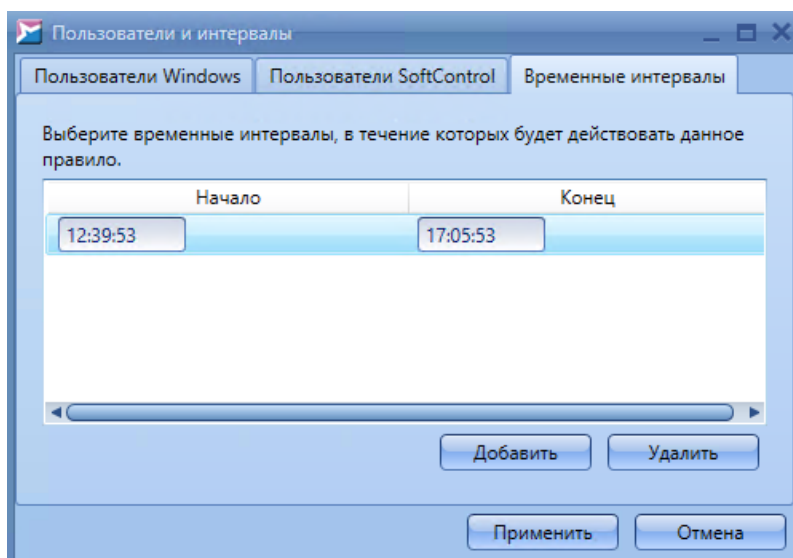 Пользователи и интервалы
Пользователи Windows Пользователи SoftControl Временные интервалы
Выберите временные интервалы, в течение которых будет действовать данное
правило.
Начало Конец
12:39:53 17:05:53
Добавить Удалить
Применить Отмена